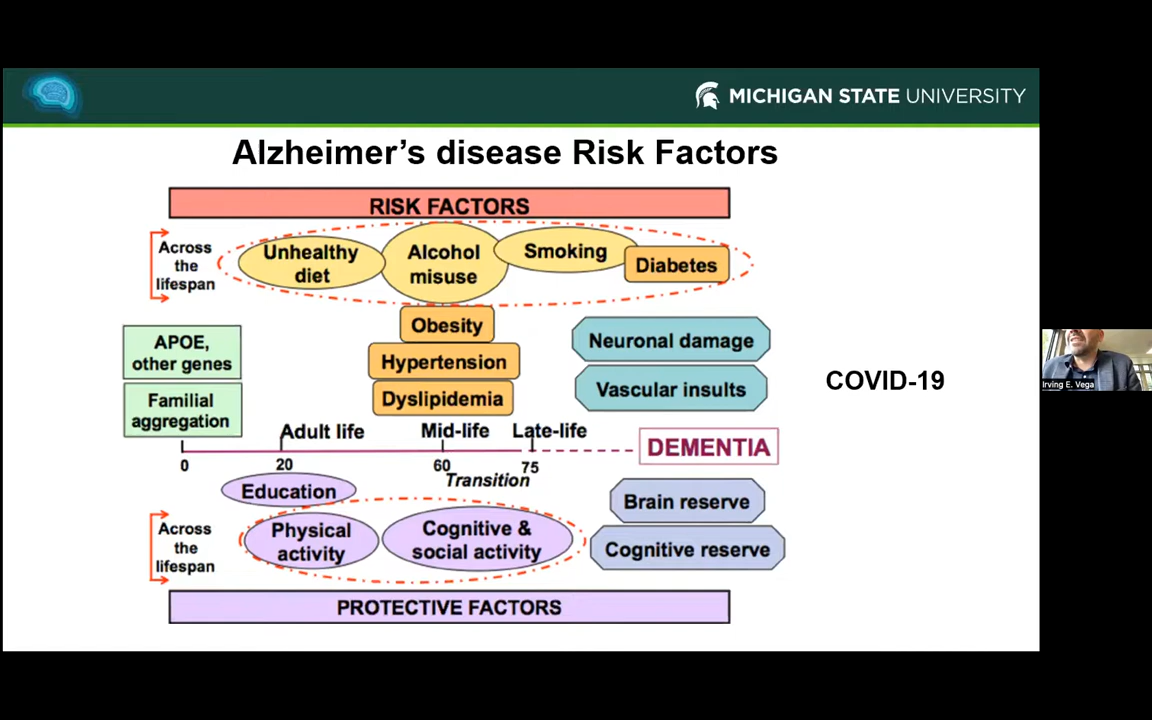 MICHIGAN STATE UNIVERSITY
Alzheimer’s disease Risk Factors
RISK FACTORS
Across
the
lifespan
Unhealthy
diet
Alcohol
misuse
Smoking
Diabetes
Obesity
Hypertension
Dyslipidemia
APOE,
other genes
Familial
aggregation
Neuronal damage
Vascular insults
COVID-19
Irving E. Vega
Adult life
Mid-life
Late-life
0
20
60
75
Transition
DEMENTIA
Education
Across
the
lifespan
Physical
activity
Cognitive &
social activity
Brain reserve
Cognitive reserve
PROTECTIVE FACTORS